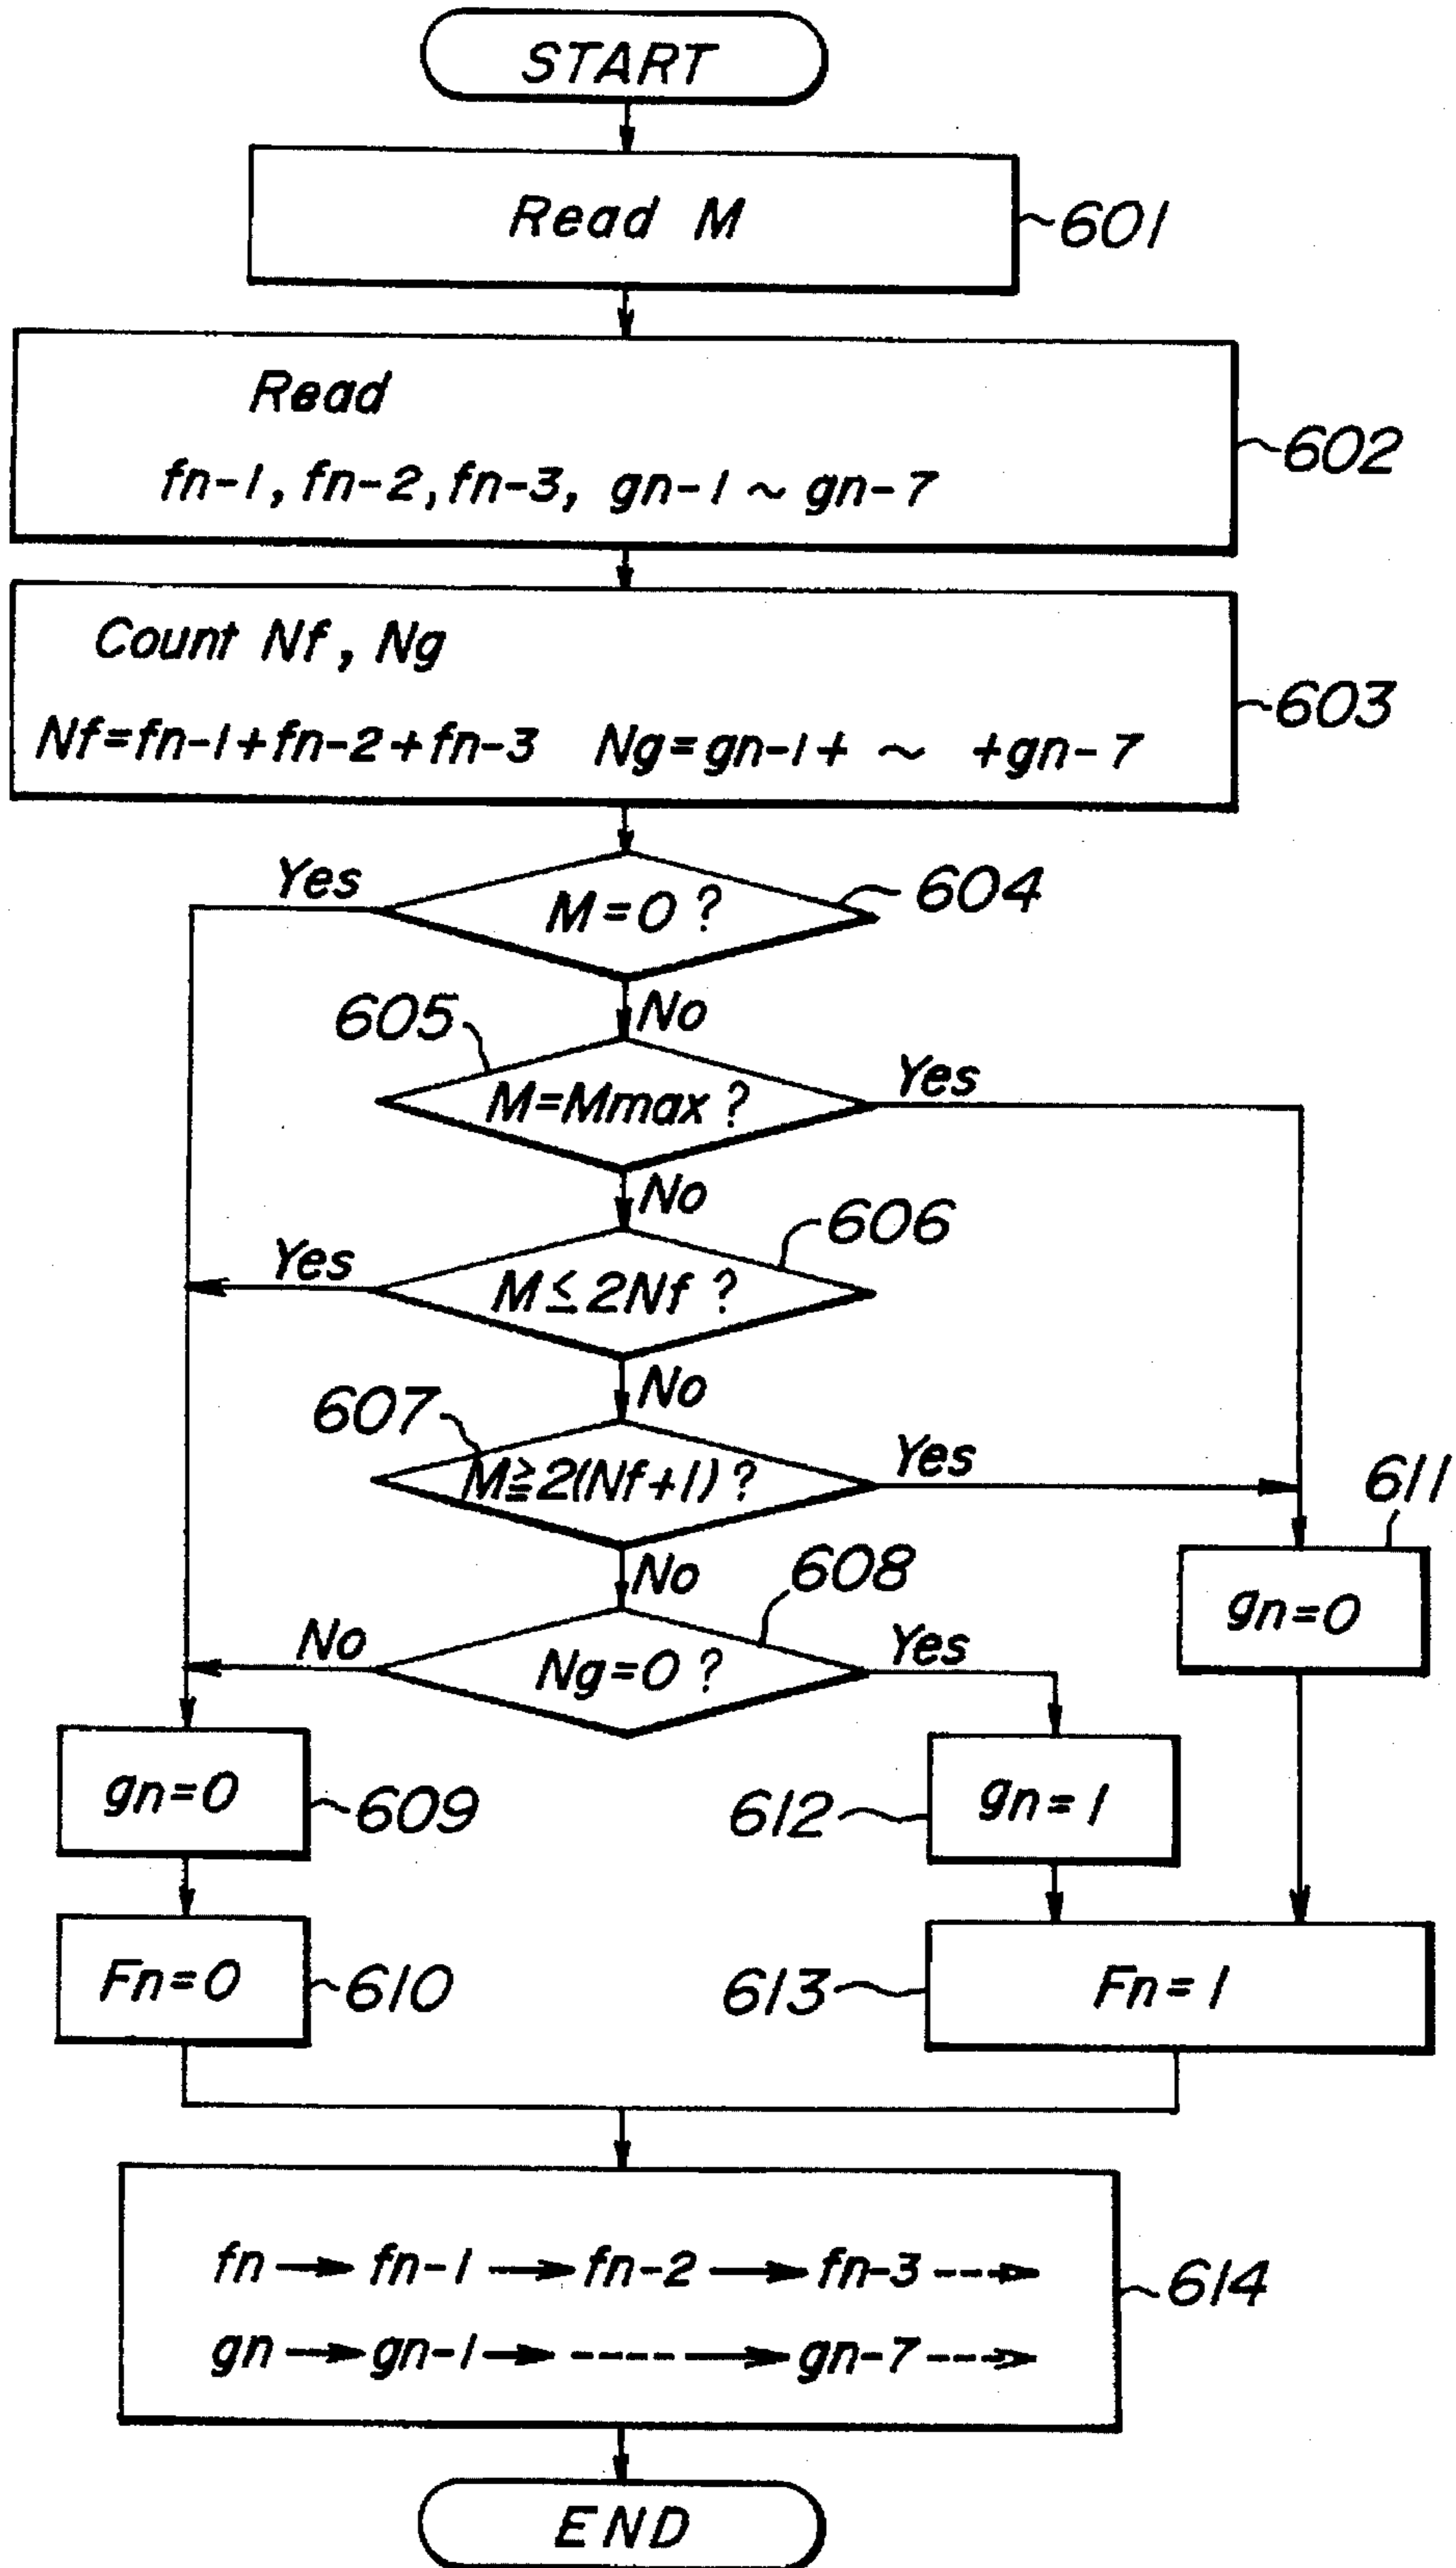 START
Read M
601
Read
fn-1, fn-2, fn-3, gn-1 ~ gn-7
602
Count Nf, Ng
Nf=fn-1+fn-2+fn-3 Ng=gn-1+ ~ +gn-7
603
Yes
M=0?
604
No
605
M=Mmax?
Yes
No
606
Yes
M≦2Nf?
No
607
M≧2(Nf+1)?
Yes
No
608
No
Ng=0?
Yes
611
gn=0
gn=0
609
612
gn=1
Fn=0
610
613
Fn=1
fn→fn-1→fn-2→fn-3--→
gn→gn-1→----→gn-7--→
614
END